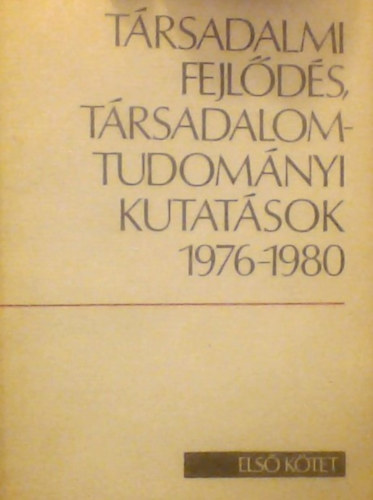 TÁRSADALMI
FEJLŐDÉS,
TÁRSADALOM-
TUDOMÁNYI
KUTATÁSOK
1976-1980
ELSŐ KÖTET